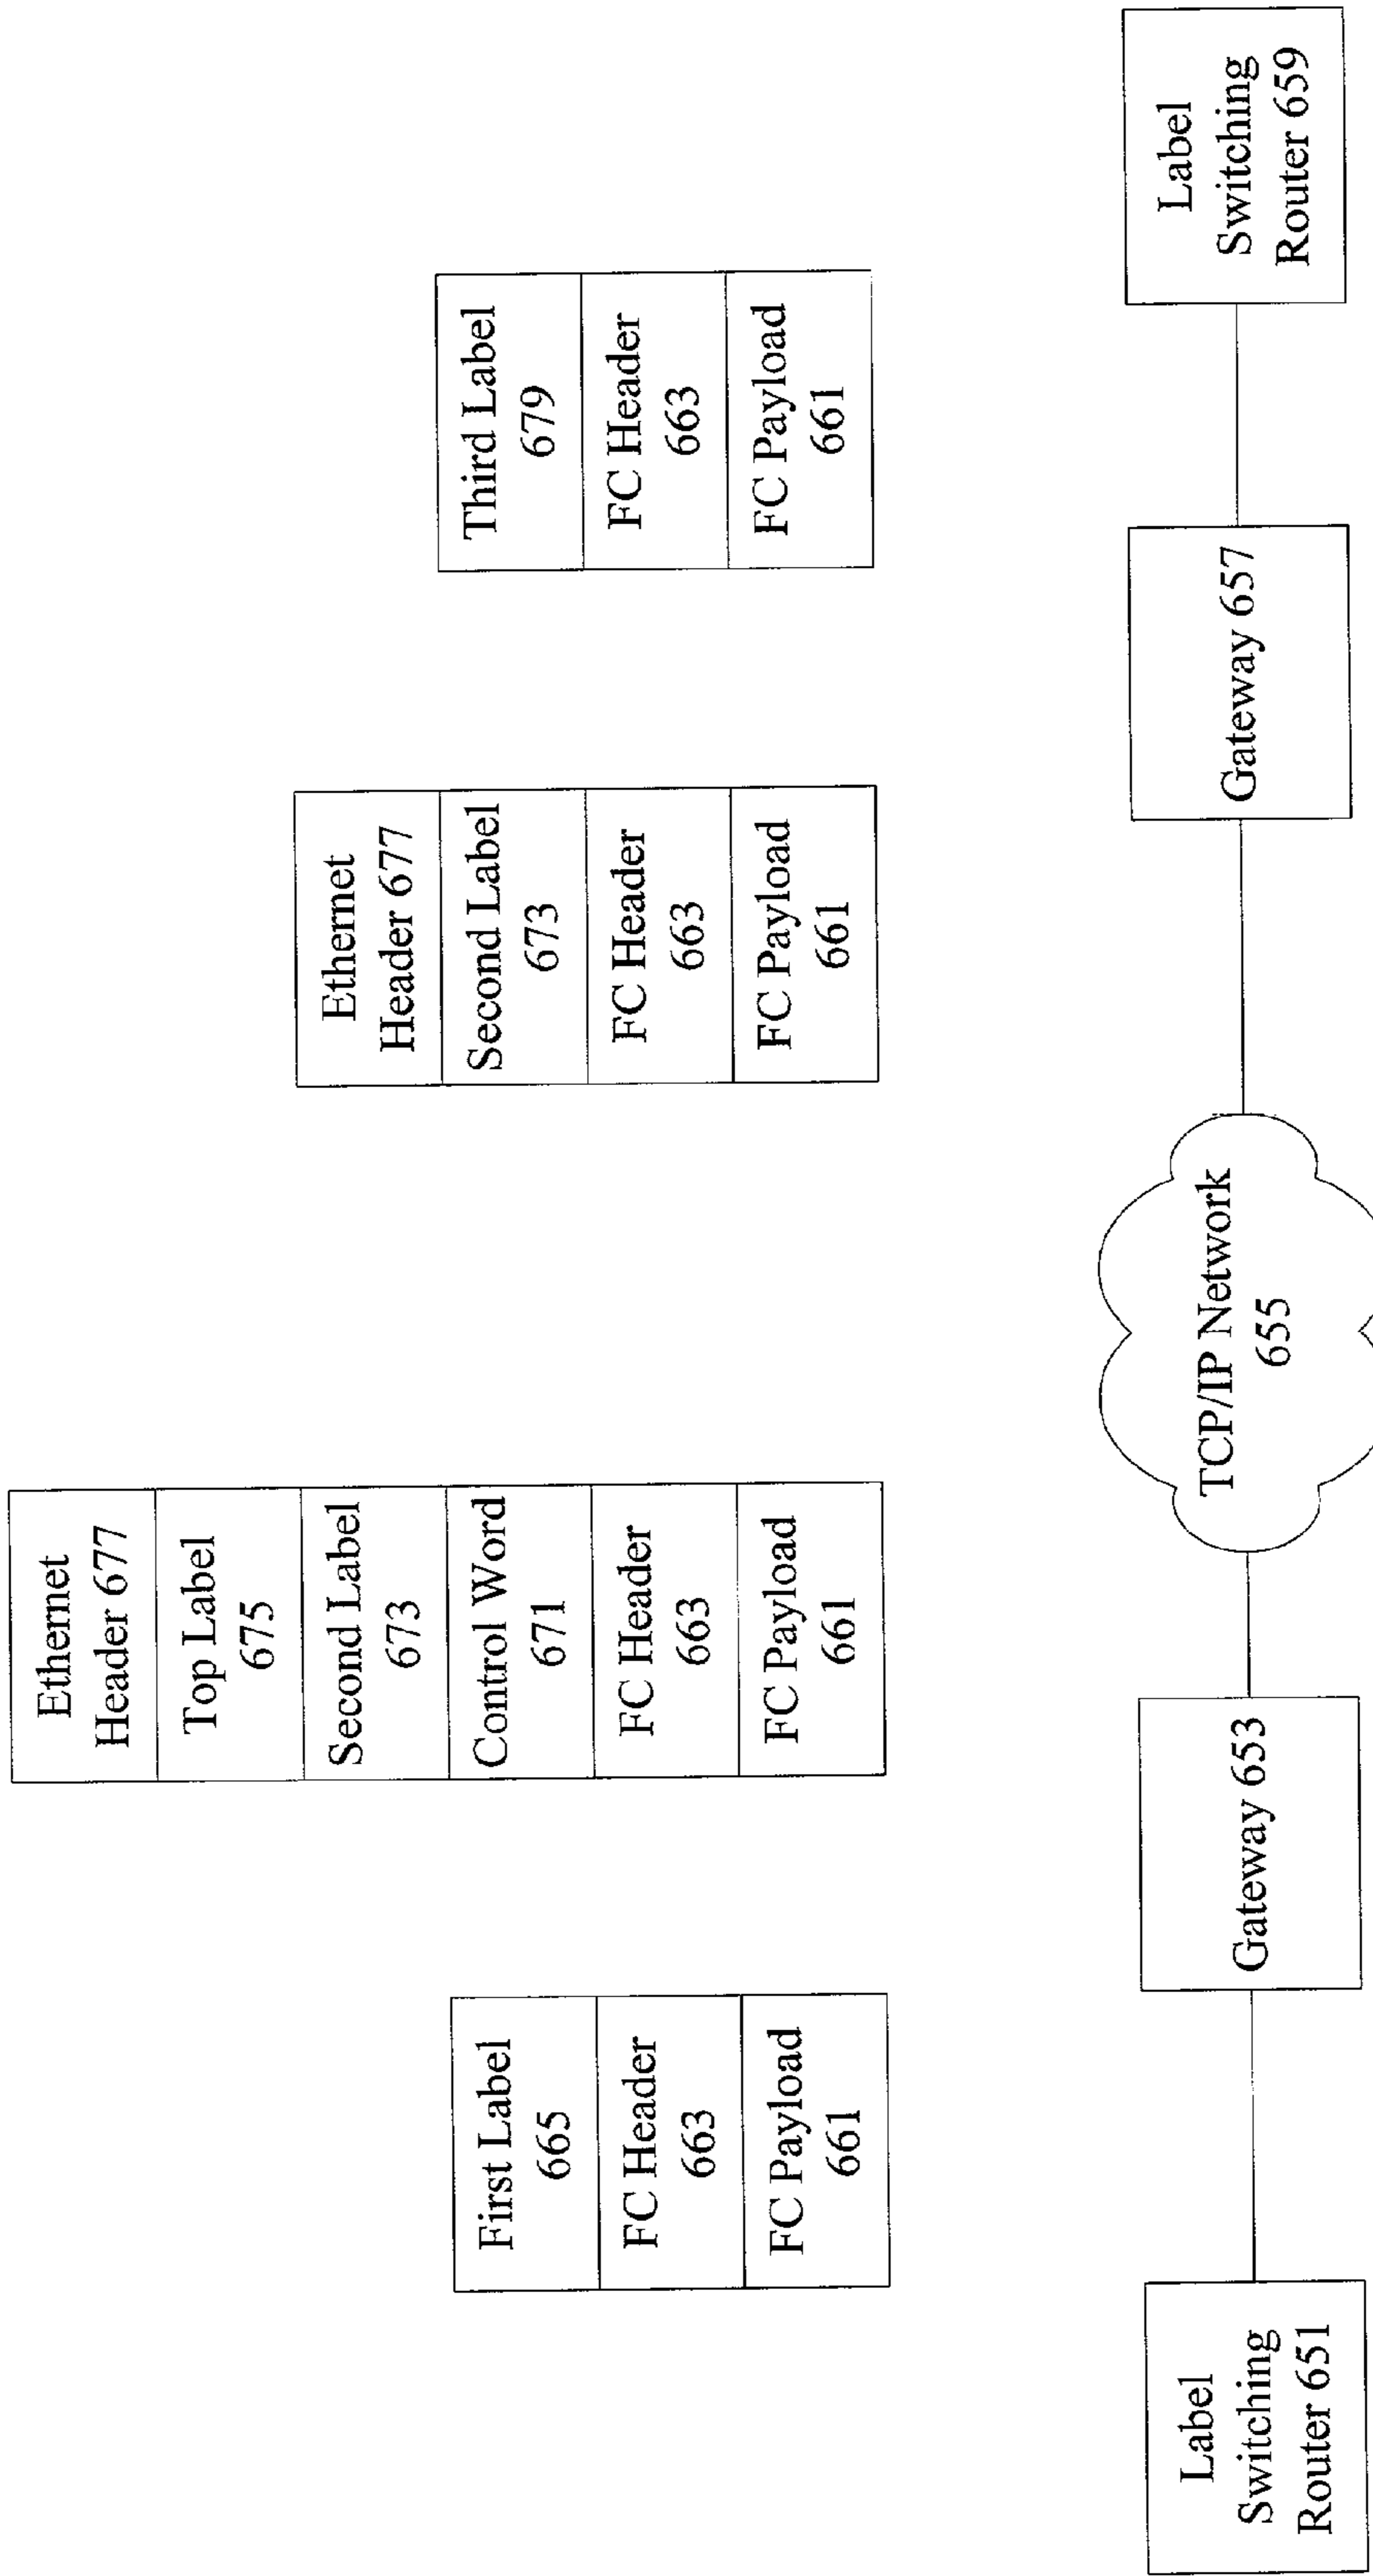 First Label
665
FC Header
663
FC Payload
661
Ethernet
Header 677
Top Label
675
Second Label
673
Control Word
671
FC Header
663
FC Payload
661
Ethernet
Header 677
Second Label
673
FC Header
663
FC Payload
661
Third Label
679
FC Header
663
FC Payload
661
Label
Switching
Router 651
Gateway 653
TCP/IP Network
655
Gateway 657
Label
Switching
Router 659